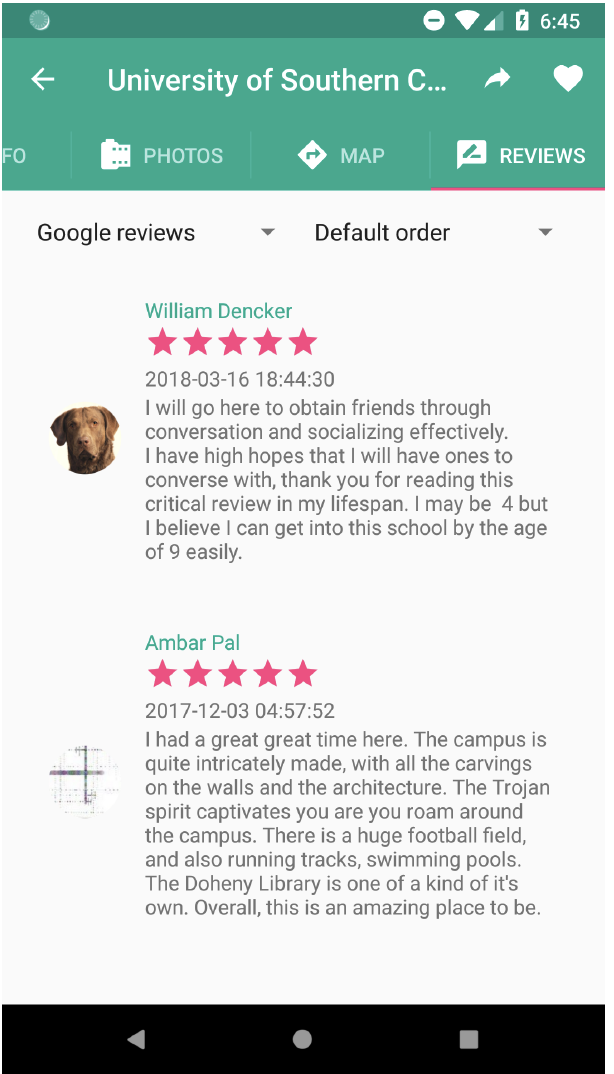 6:45
University of Southern C...
FO
PHOTOS
MAP
REVIEWS
Google reviews
Default order
William Dencker
2018-03-16 18:44:30
I will go here to obtain friends through
conversation and socializing effectively.
I have high hopes that I will have ones to
converse with, thank you for reading this
critical review in my lifespan. I may be  4 but
I believe I can get into this school by the age
of 9 easily.
Ambar Pal
2017-12-03 04:57:52
I had a great great time here. The campus is
quite intricately made, with all the carvings
on the walls and the architecture. The Trojan
spirit captivates you are you roam around
the campus. There is a huge football field,
and also running tracks, swimming pools.
The Doheny Library is one of a kind of it's
own. Overall, this is an amazing place to be.